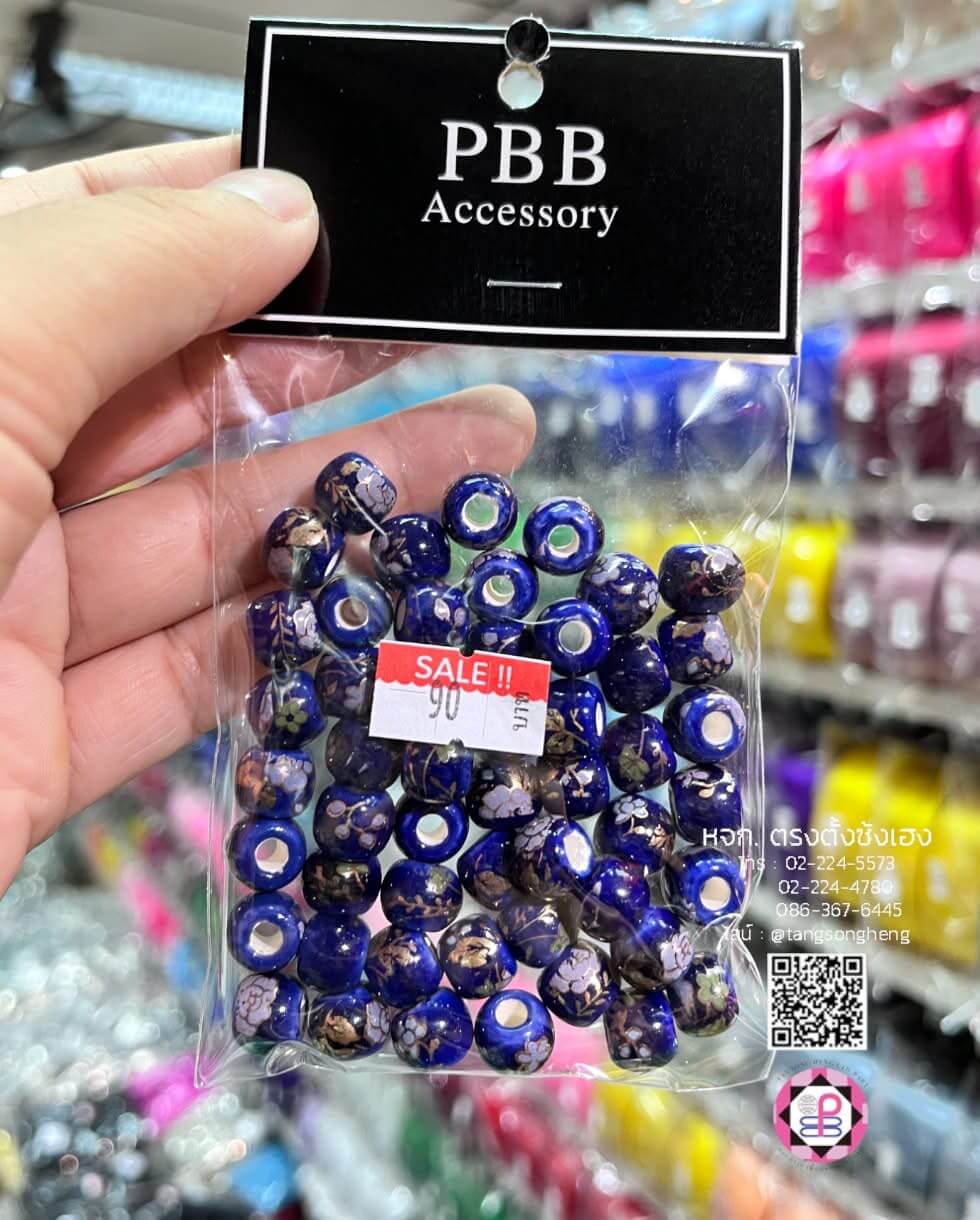 PBB
Accessory
SALE !!
90
บาท
หจก. ตรงตั้งซ้งเฮง
โทร : 02-224-5573
02-224-4780
086-367-6445
ไลน์ : @tangsongheng